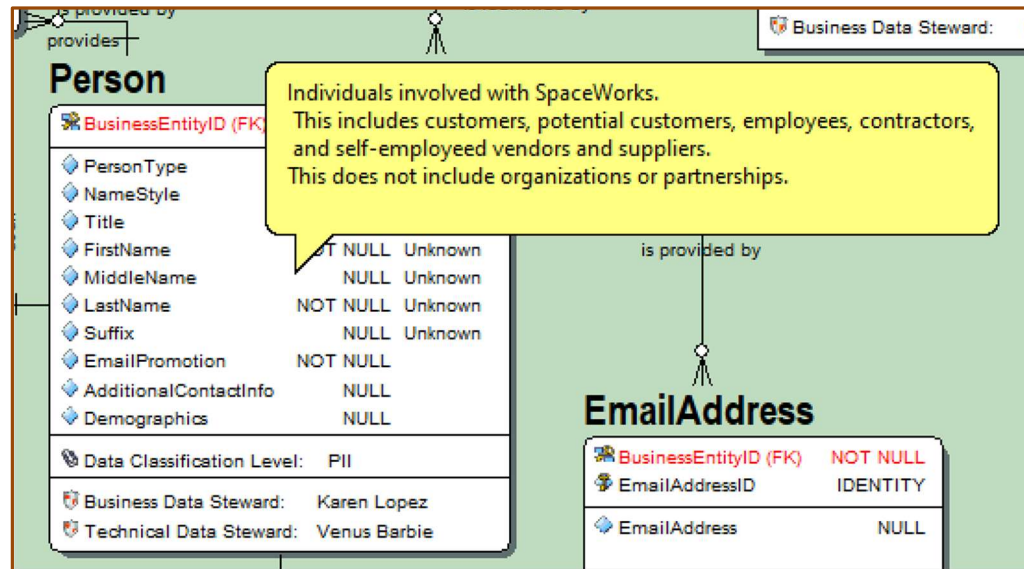 is provided by
provides
Business Data Steward:
Person
Individuals involved with SpaceWorks.
This includes customers, potential customers, employees, contractors,
and self-employeed vendors and suppliers.
This does not include organizations or partnerships.
BusinessEntityID (FK)
PersonType
NameStyle
Title
FirstName NOT NULL Unknown
MiddleName NULL Unknown
LastName NOT NULL Unknown
Suffix NULL Unknown
EmailPromotion NOT NULL
AdditionalContactInfo NULL
Demographics NULL
Data Classification Level: PII
Business Data Steward: Karen Lopez
Technical Data Steward: Venus Barbie
is provided by
EmailAddress
BusinessEntityID (FK) NOT NULL
EmailAddressID IDENTITY
EmailAddress NULL